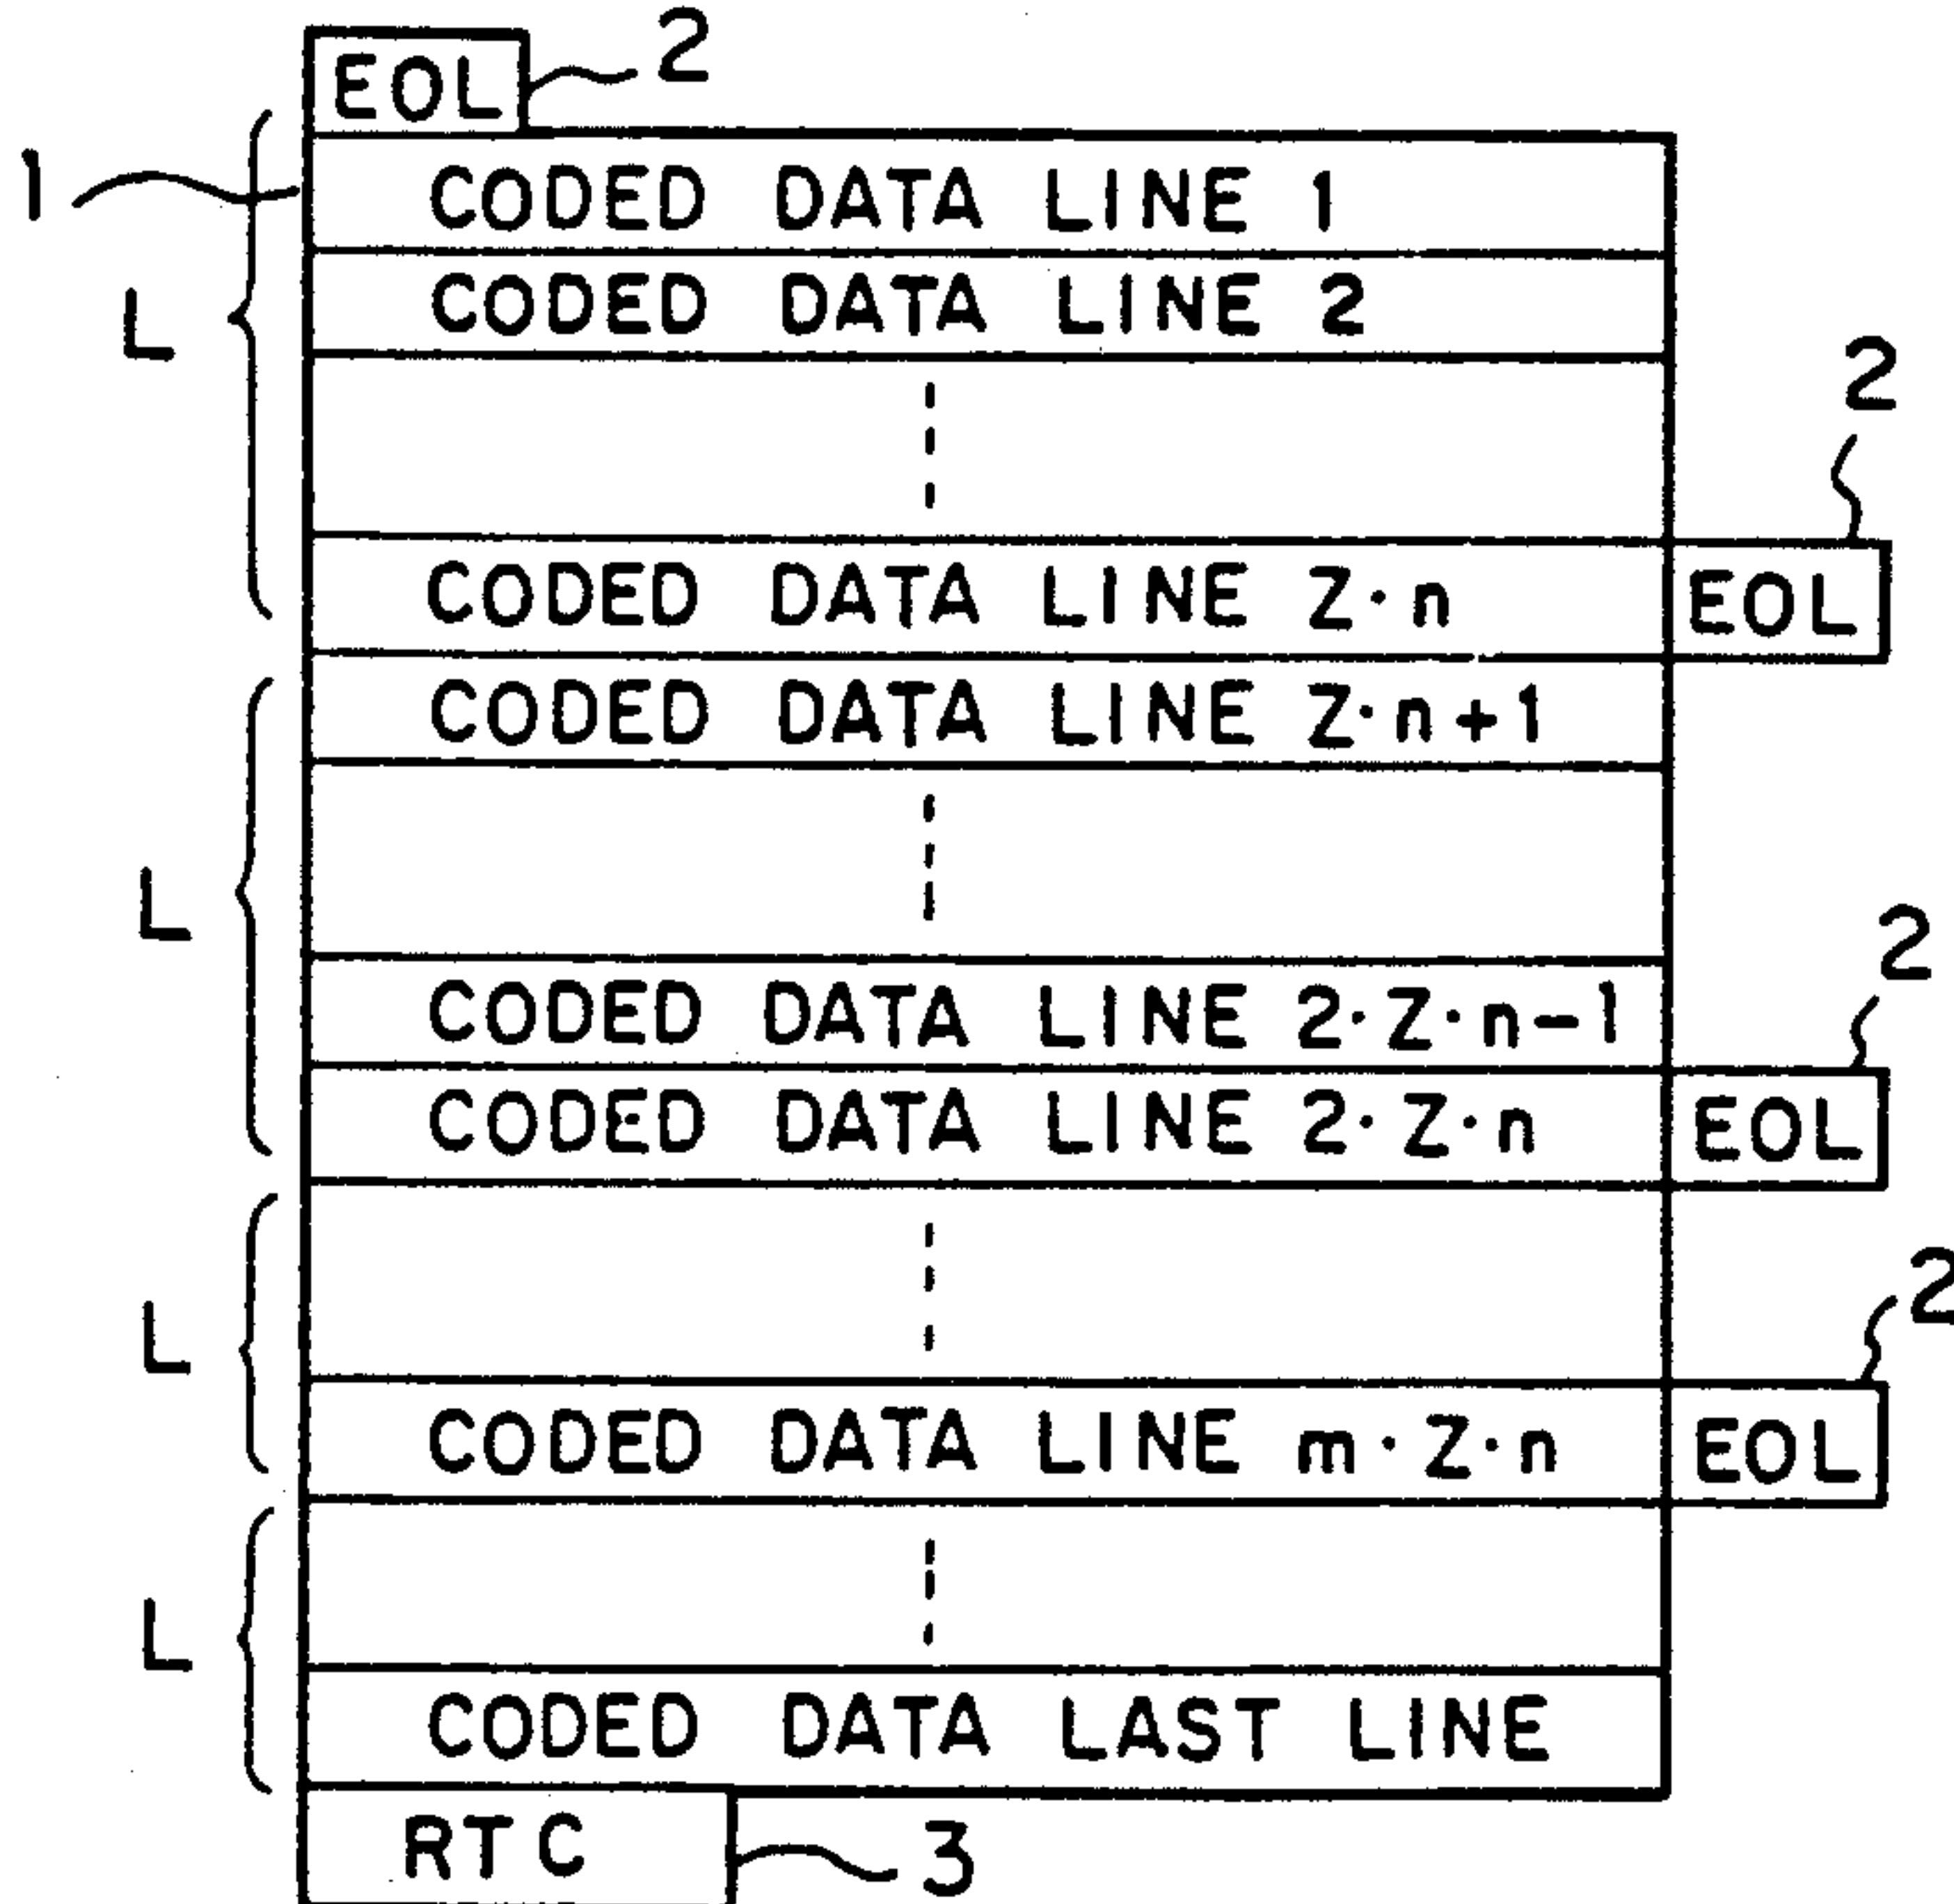 EOL 2
1
CODED DATA LINE 1
L
CODED DATA LINE 2
2
CODED DATA LINE Z·n EOL
CODED DATA LINE Z·n+1
L
2
CODED DATA LINE 2·Z·n-1
CODED DATA LINE 2·Z·n EOL
L
2
CODED DATA LINE m·Z·n EOL
L
CODED DATA LAST LINE
RTC 3